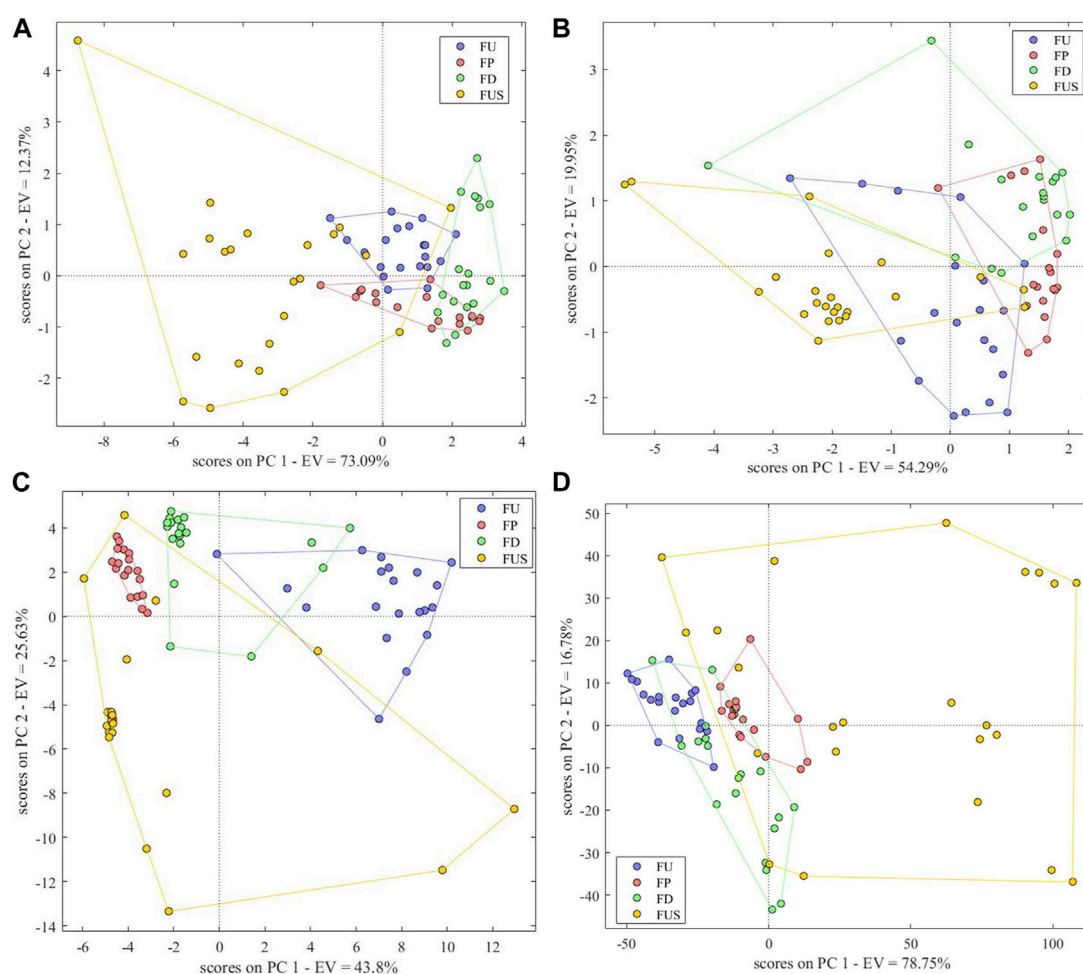 A
FU
FP
FD
FUS
4
3
2
1
0
-1
-2
-8
-6
-4
-2
0
2
4
scores on PC 2 - EV = 12.37%
scores on PC 1 - EV = 73.09%
B
FU
FP
FD
FUS
3
2
1
0
-1
-2
-5
-4
-3
-2
-1
0
1
2
scores on PC 2 - EV = 19.95%
scores on PC 1 - EV = 54.29%
C
FU
FP
FD
FUS
4
2
0
-2
-4
-6
-8
-10
-12
-14
-6
-4
-2
0
2
4
6
8
10
12
scores on PC 2 - EV = 25.63%
scores on PC 1 - EV = 43.8%
D
50
40
30
20
10
0
-10
-20
-30
-40
FU
FP
FD
FUS
-50
0
50
100
scores on PC 2 - EV = 16.78%
scores on PC 1 - EV = 78.75%